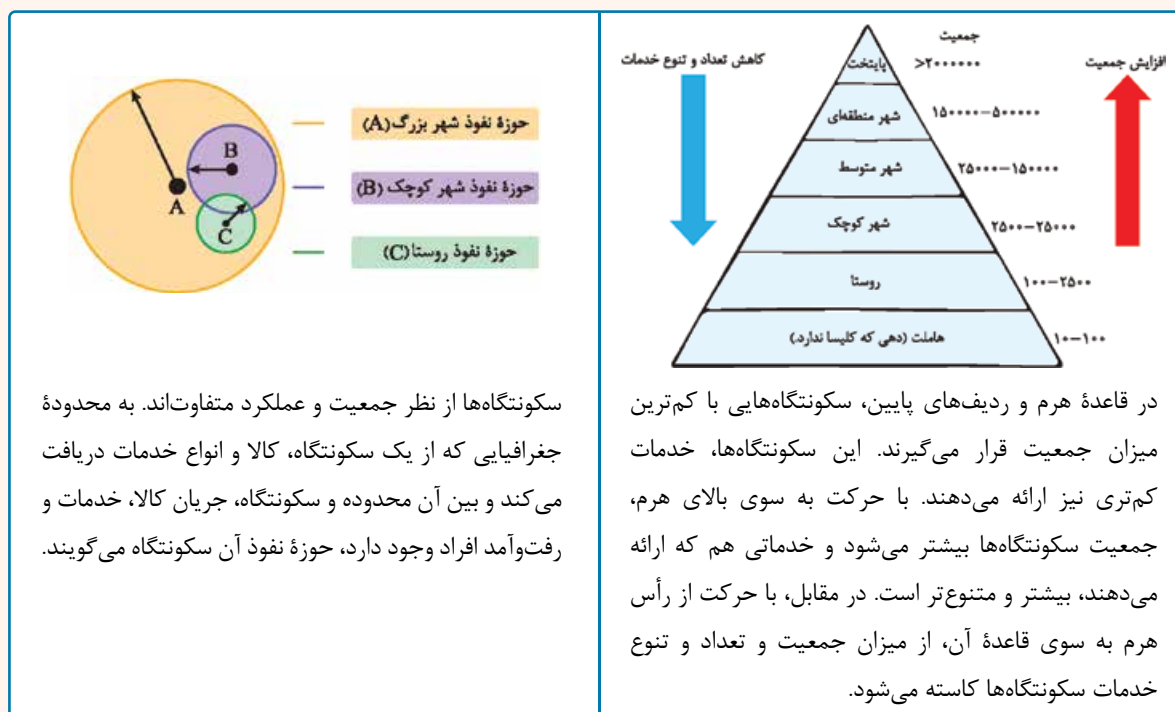 جمعیت
افزایش جمعیت
کاهش تعداد و تنوع خدمات
پایتخت
>۲۰۰۰۰۰۰
شهر منطقه‌ای
۱۵۰۰۰۰–۵۰۰۰۰۰
شهر متوسط
۲۵۰۰۰–۱۵۰۰۰۰
شهر کوچک
۲۵۰۰–۲۵۰۰۰
روستا
۱۰۰–۲۵۰۰
هاملت (دهی که کلیسا ندارد.)
۱۰–۱۰۰
در قاعدهٔ هرم و ردیف‌های پایین، سکونتگاه‌هایی با کم‌ترین
میزان جمعیت قرار می‌گیرند. این سکونتگاه‌ها، خدمات
کم‌تری نیز ارائه می‌دهند. با حرکت به سوی بالای هرم،
جمعیت سکونتگاه‌ها بیشتر می‌شود و خدماتی هم که ارائه
می‌دهند، بیشتر و متنوع‌تر است. در مقابل، با حرکت از رأس
هرم به سوی قاعدهٔ آن، از میزان جمعیت و تعداد و تنوع
خدمات سکونتگاه‌ها کاسته می‌شود.
حوزهٔ نفوذ شهر بزرگ (A)
حوزهٔ نفوذ شهر کوچک (B)
حوزهٔ نفوذ روستا (C)
B
A
C
سکونتگاه‌ها از نظر جمعیت و عملکرد متفاوت‌اند. به محدودهٔ
جغرافیایی که از یک سکونتگاه، کالا و انواع خدمات دریافت
می‌کند و بین آن محدوده و سکونتگاه، جریان کالا، خدمات و
رفت‌وآمد افراد وجود دارد، حوزهٔ نفوذ آن سکونتگاه می‌گویند.